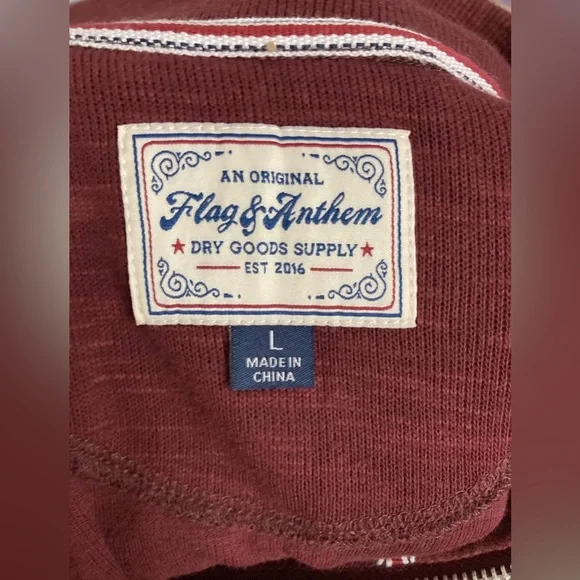 AN ORIGINAL
Flag & Anthem
DRY GOODS SUPPLY
EST 2016
L
MADE IN
CHINA